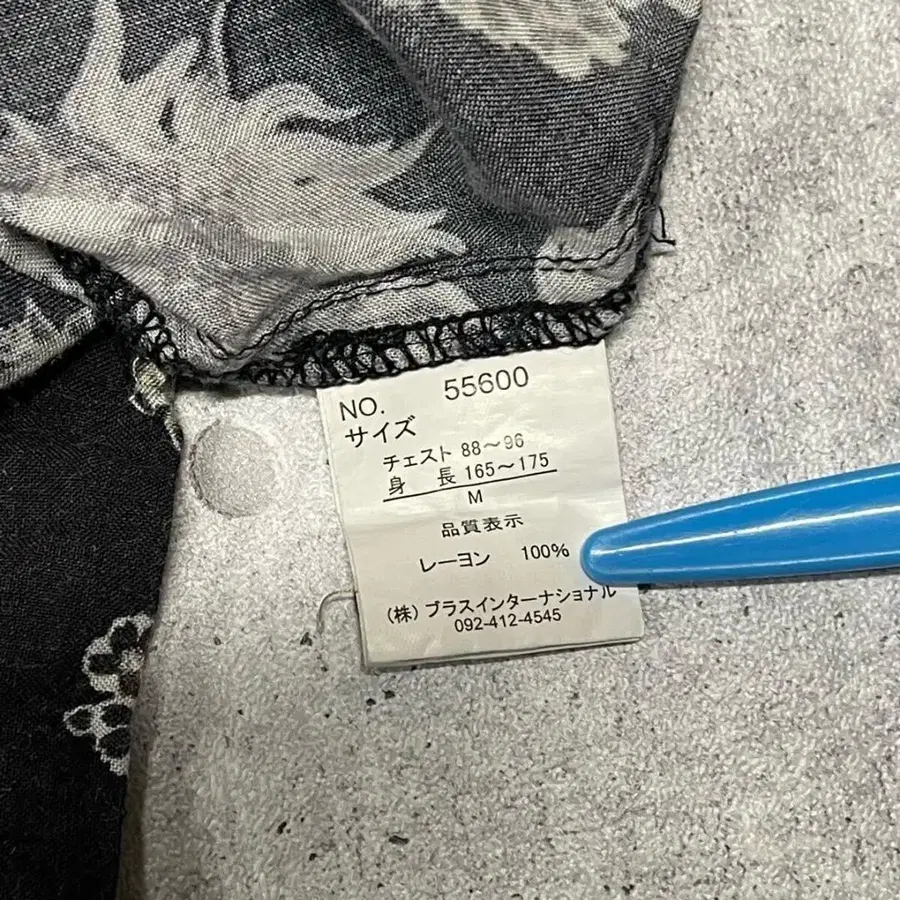 NO. 55600
サイズ
チェスト 88～96
身 長 165～175
M
品質表示
レーヨン 100%
(株) プラスインターナショナル
092-412-4545